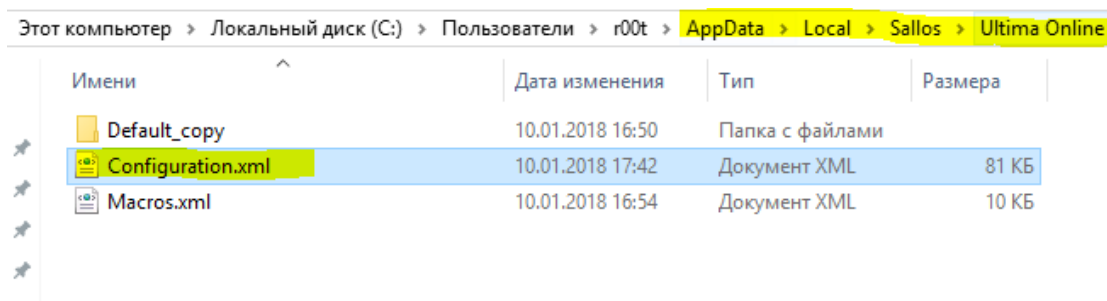 Этот компьютер > Локальный диск (C:) > Пользователи > r00t > AppData > Local > Sallos > Ultima Online
Имени Дата изменения Тип Размера
Default_copy 10.01.2018 16:50 Папка с файлами
Configuration.xml 10.01.2018 17:42 Документ XML 81 КБ
Macros.xml 10.01.2018 16:54 Документ XML 10 КБ